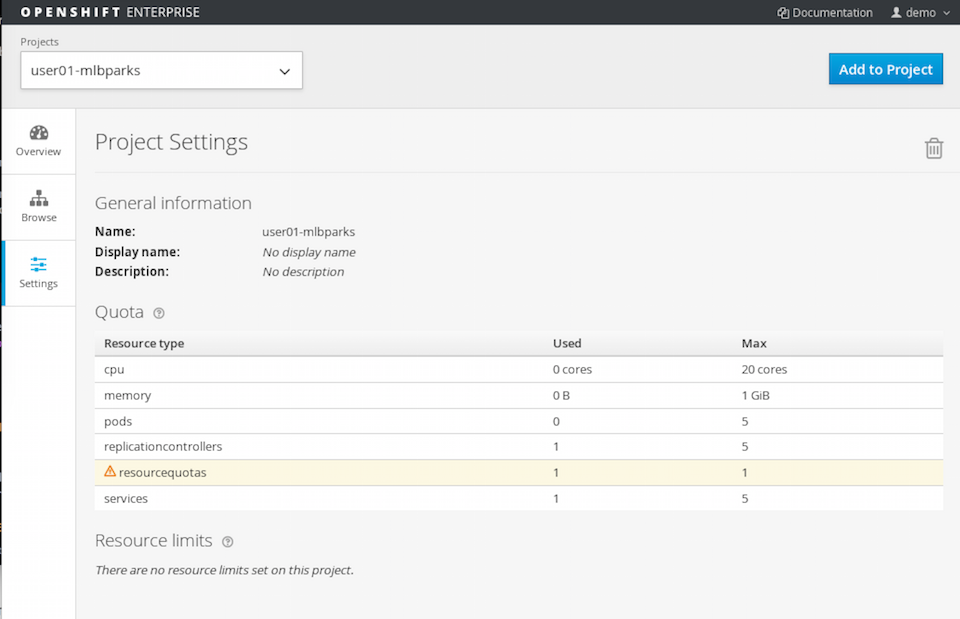 OPENSHIFT ENTERPRISE Documentation demo
Projects
user01-mlbparks
Add to Project
Overview
Browse
Settings
Project Settings
General information
Name: user01-mlbparks
Display name: No display name
Description: No description
Quota
Resource type Used Max
cpu 0 cores 20 cores
memory 0 B 1 GiB
pods 0 5
replicationcontrollers 1 5
resourcequotas 1 1
services 1 5
Resource limits
There are no resource limits set on this project.